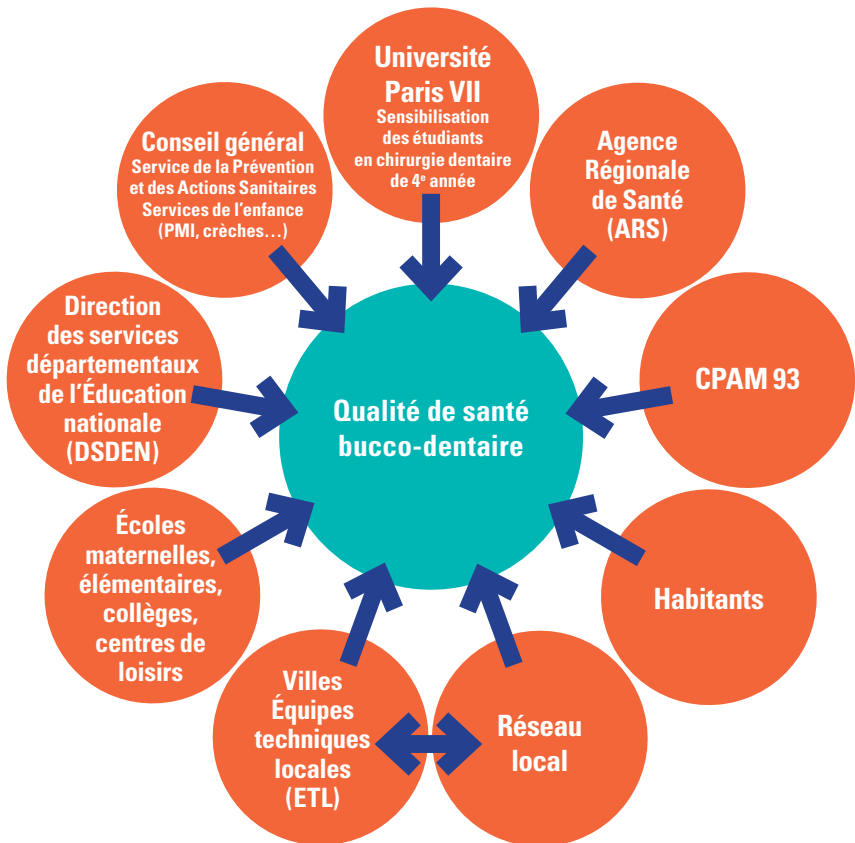 Université
Paris VII
Sensibilisation
des étudiants
en chirurgie dentaire
de 4e année
Agence
Régionale
de Santé
(ARS)
CPAM 93
Habitants
Réseau
local
Villes
Équipes
techniques
locales
(ETL)
Écoles
maternelles,
élémentaires,
collèges,
centres de
loisirs
Direction
des services
départementaux
de l’Éducation
nationale
(DSDEN)
Conseil général
Service de la Prévention
et des Actions Sanitaires
Services de l’enfance
(PMI, crèches…)
Qualité de santé
bucco-dentaire